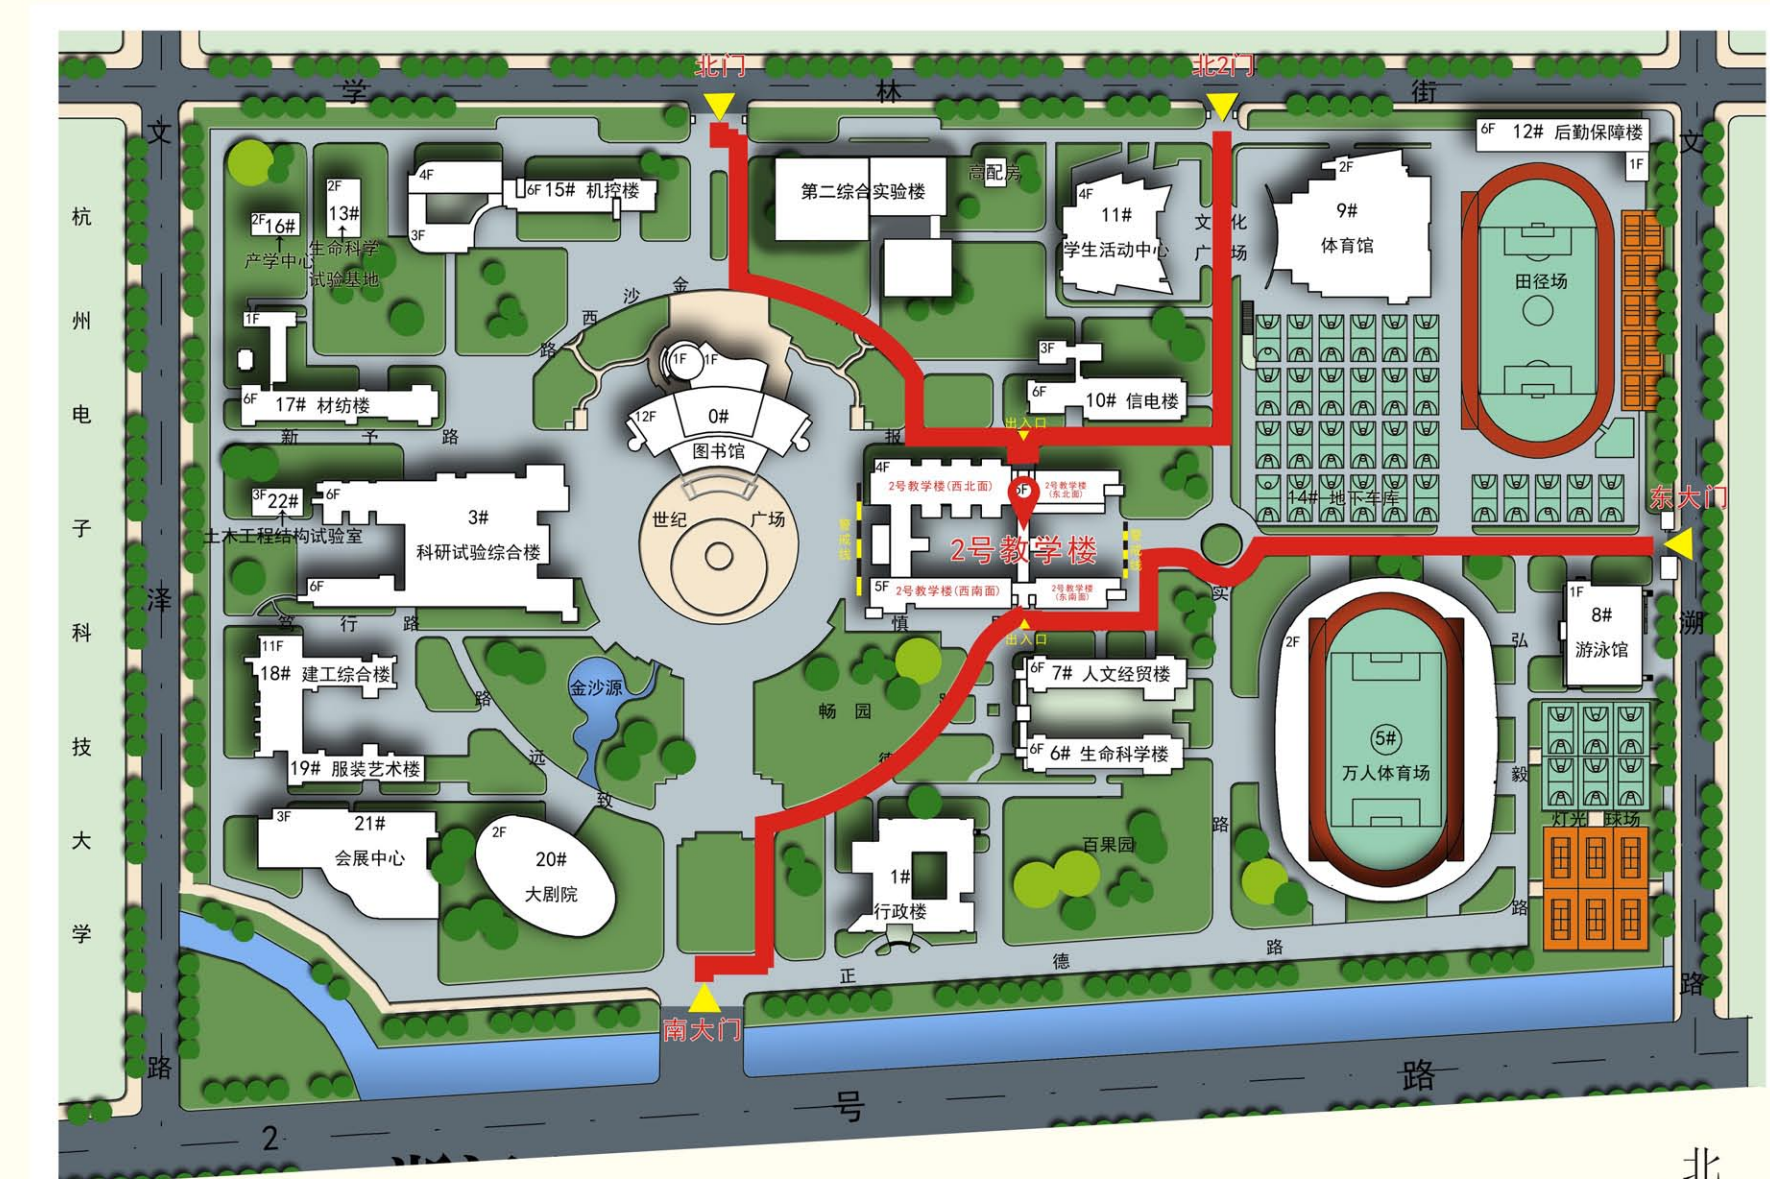 北门
北2门
学 林 街
文 泽 路
文 溯 路
杭州电子科技大学
6F 12# 后勤保障楼
1F
4F
3F
6F 15# 机控楼
2F
13#
生命科学
试验基地
2F 16#
产学中心
第二综合实验楼
高配房
4F
11#
学生活动中心
文 化
广 场
2F
9#
体育馆
田径场
金
沙
西
路
1F
6F 17# 材纺楼
新 予 路
1F
1F
12F
0#
图书馆
3F
6F 10# 信电楼
出入口
报
3F 22#
土木工程结构试验室
6F
3#
科研试验综合楼
6F
世纪 广场
4F
2号教学楼(西北面)
5F
2号教学楼
(东北面)
14# 地下车库
东大门
警戒线
2号教学楼
警戒线
5F 2号教学楼(西南面)
2号教学楼
(东南面)
笃 行 路
慎
出入口
实
路
11F
18# 建工综合楼
金沙源
路
远
致
畅 园
德
6F 7# 人文经贸楼
6F 6# 生命科学楼
2F
5#
万人体育场
1F
8#
游泳馆
弘
毅
路
19# 服装艺术楼
3F
21#
会展中心
2F
20#
大剧院
1#
行政楼
百果园
灯光 球场
正 德 路
南大门
2 号 路
北